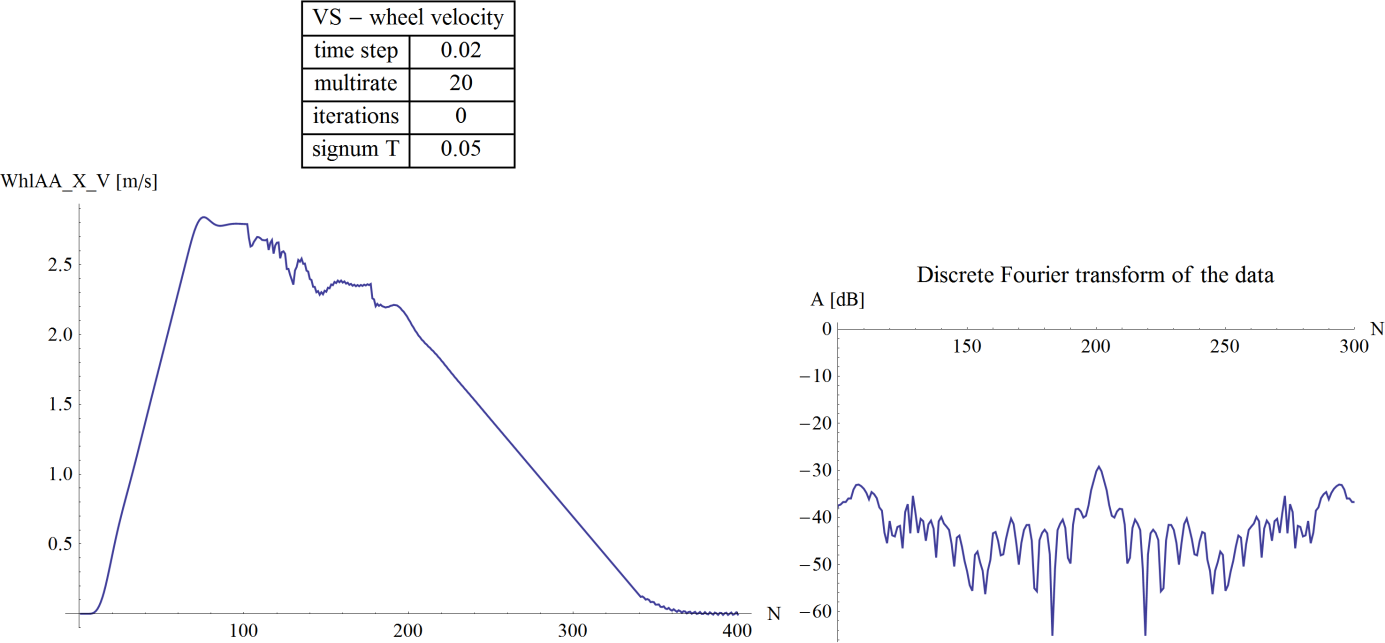 VS − wheel velocity
time step 0.02
multirate 20
iterations 0
signum T 0.05
WhlAA_X_V [m/s]
2.5
2.0
1.5
1.0
0.5
100 200 300 400 N
Discrete Fourier transform of the data
A [dB]
0 N
150 200 250 300
−10
−20
−30
−40
−50
−60